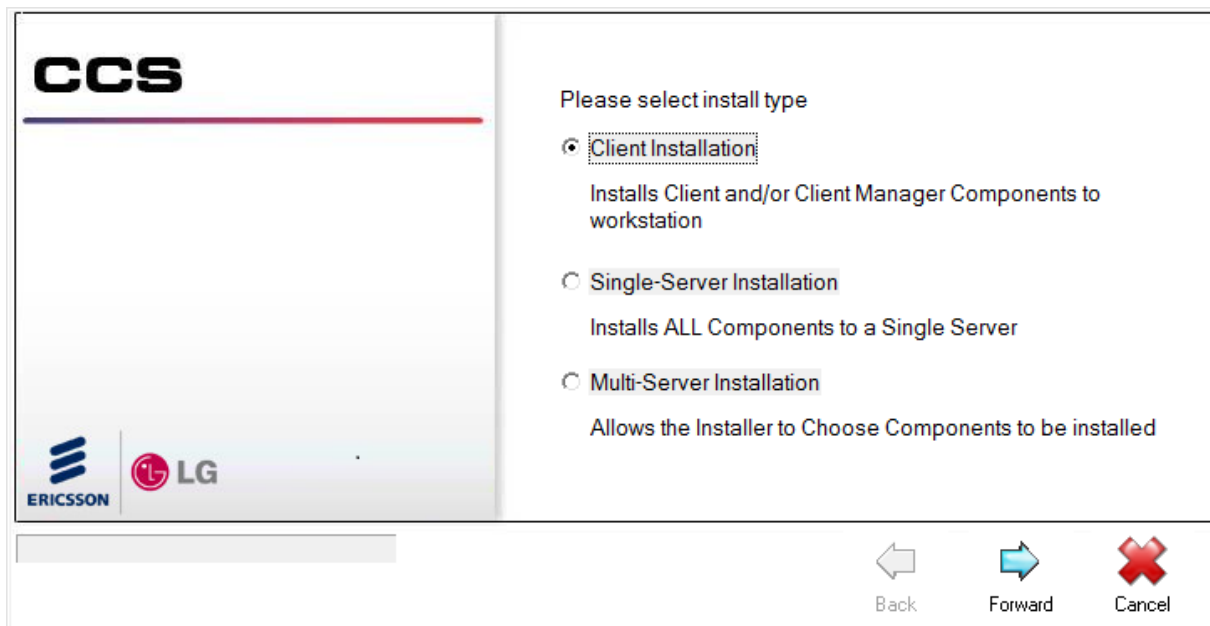 CCS
Please select install type
Client Installation
Installs Client and/or Client Manager Components to
workstation
Single-Server Installation
Installs ALL Components to a Single Server
Multi-Server Installation
Allows the Installer to Choose Components to be installed
ERICSSON
LG
Back
Forward
Cancel